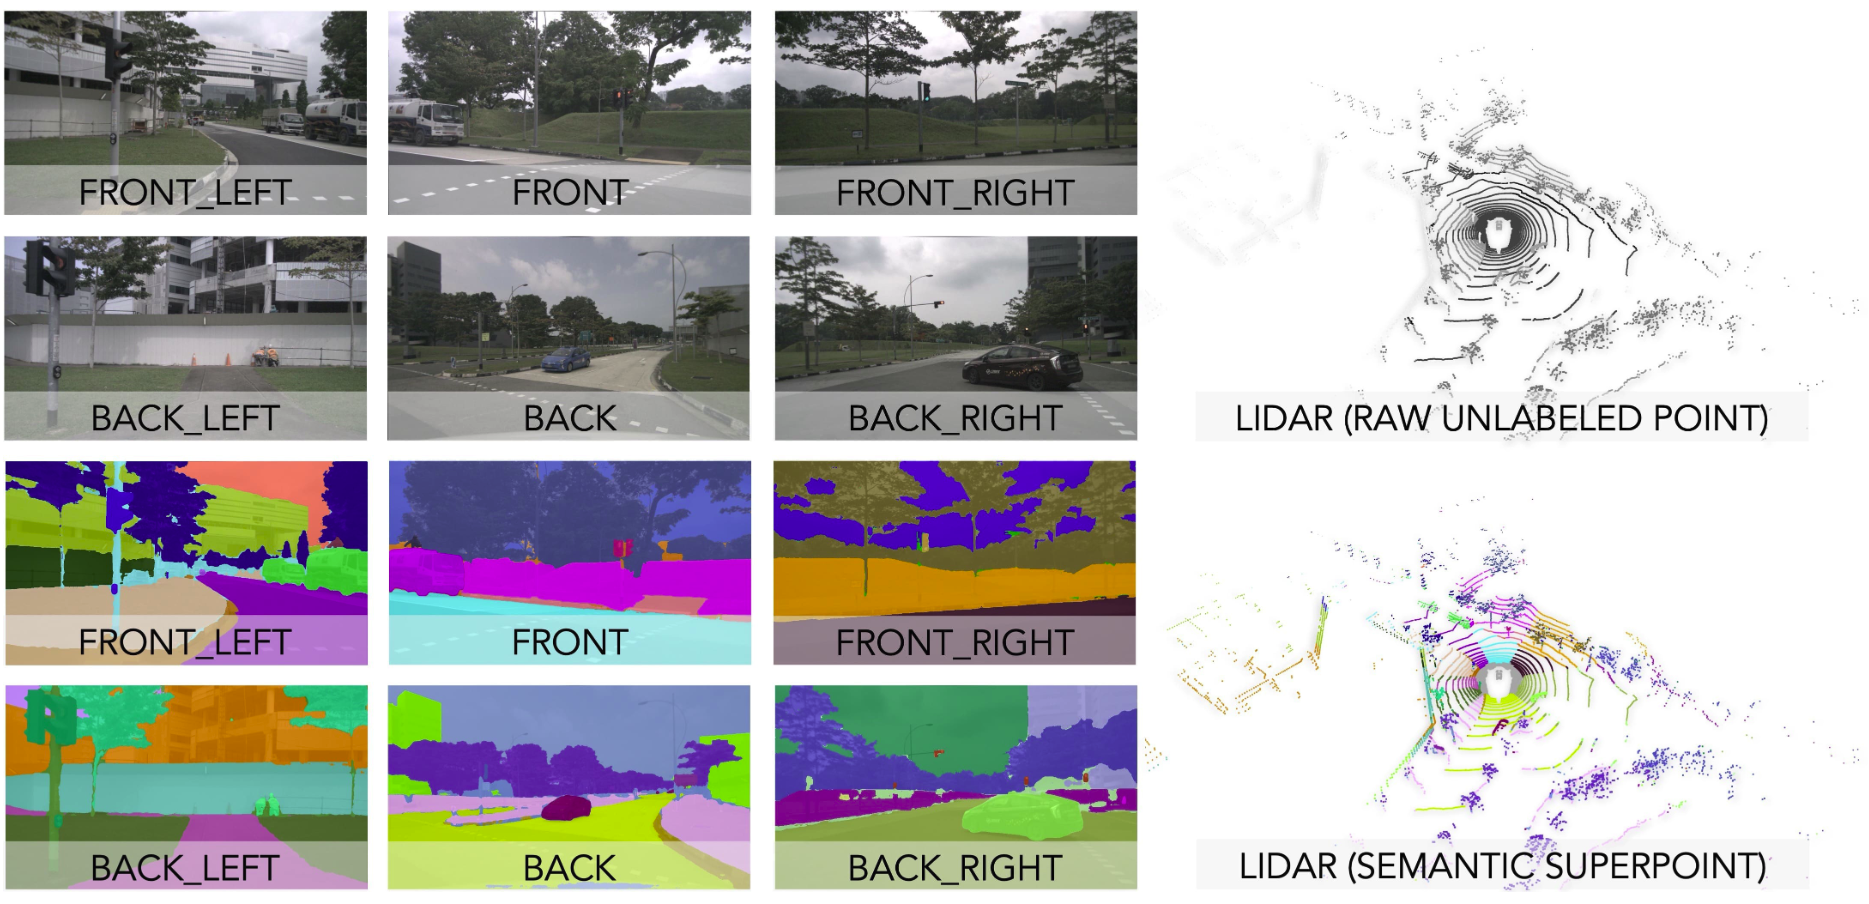 FRONT_LEFT
FRONT
FRONT_RIGHT
BACK_LEFT
BACK
BACK_RIGHT
LIDAR (RAW UNLABELED POINT)
FRONT_LEFT
FRONT
FRONT_RIGHT
BACK_LEFT
BACK
BACK_RIGHT
LIDAR (SEMANTIC SUPERPOINT)